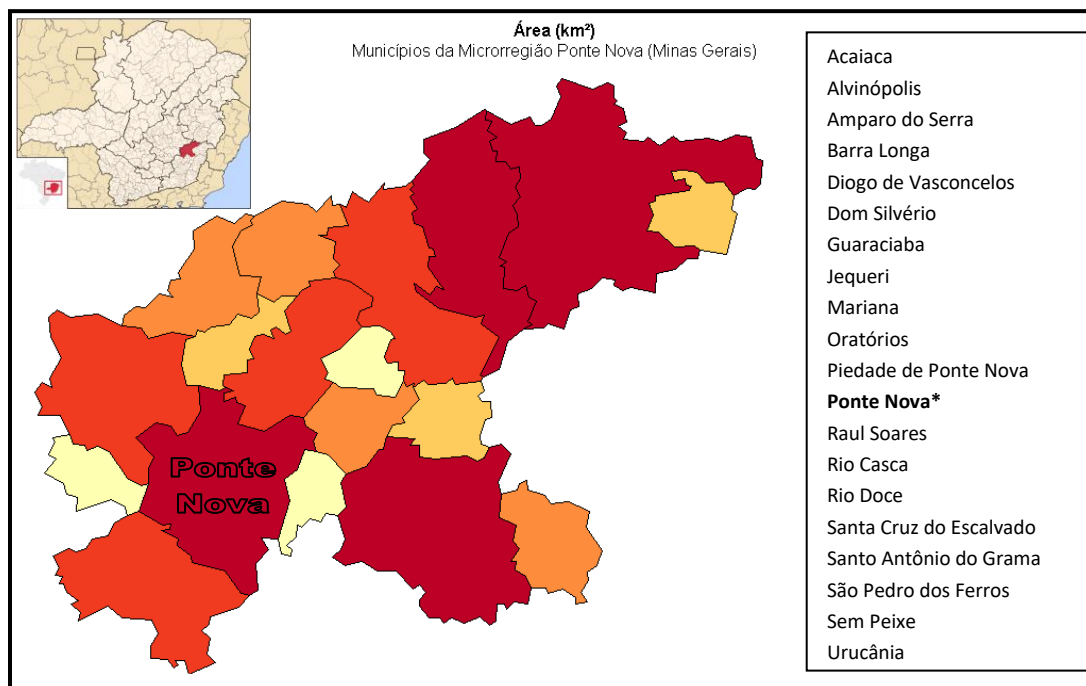 Área (km²)
Municípios da Microrregião Ponte Nova (Minas Gerais)
Ponte
Nova
Acaiaca
Alvinópolis
Amparo do Serra
Barra Longa
Diogo de Vasconcelos
Dom Silvério
Guaraciaba
Jequeri
Mariana
Oratórios
Piedade de Ponte Nova
Ponte Nova*
Raul Soares
Rio Casca
Rio Doce
Santa Cruz do Escalvado
Santo Antônio do Grama
São Pedro dos Ferros
Sem Peixe
Urucânia